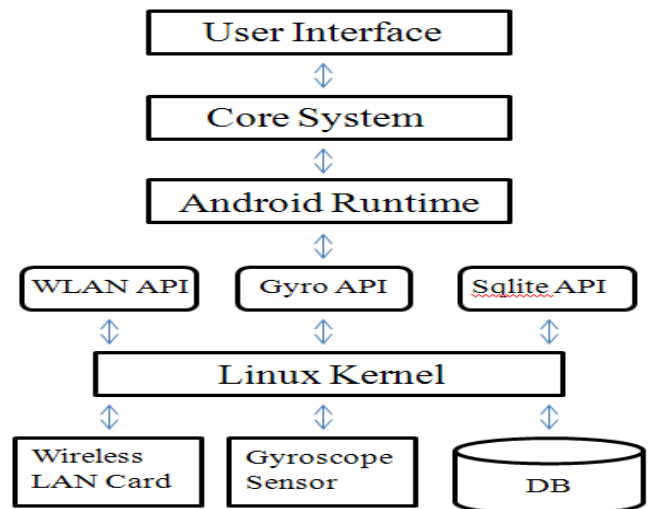 User Interface
Core System
Android Runtime
WLAN API
Gyro API
Sqlite API
Linux Kernel
Wireless
LAN Card
Gyroscope
Sensor
DB